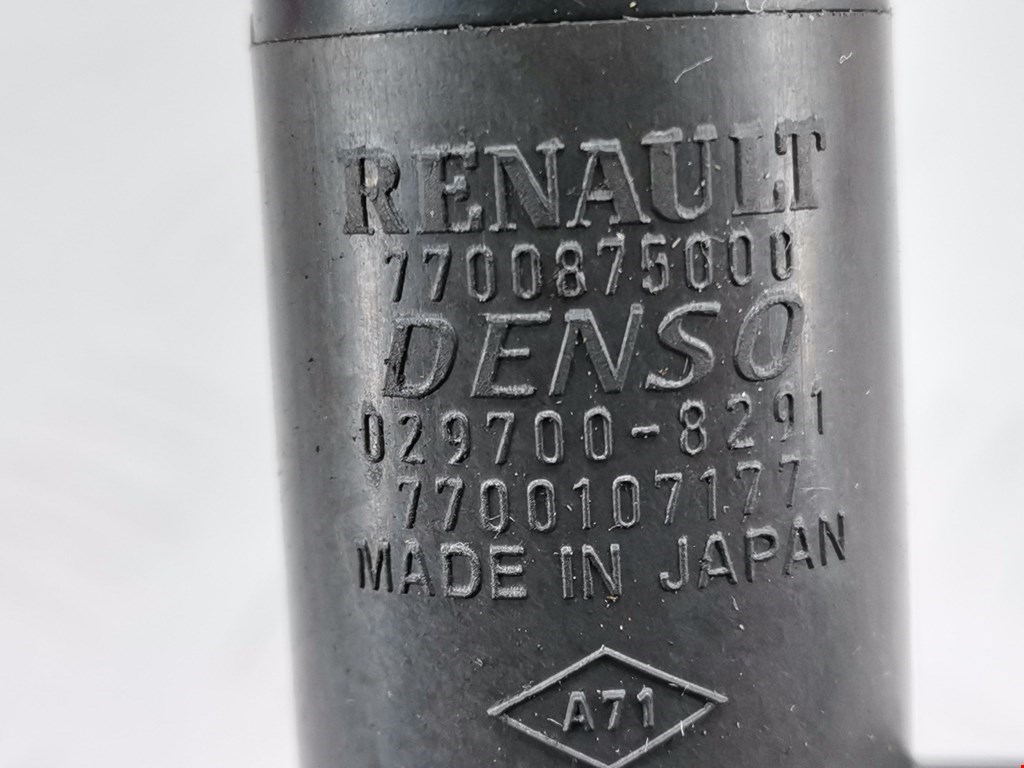 RENAULT
7700875000
DENSO
029700-8291
7700107177
MADE IN JAPAN
A71